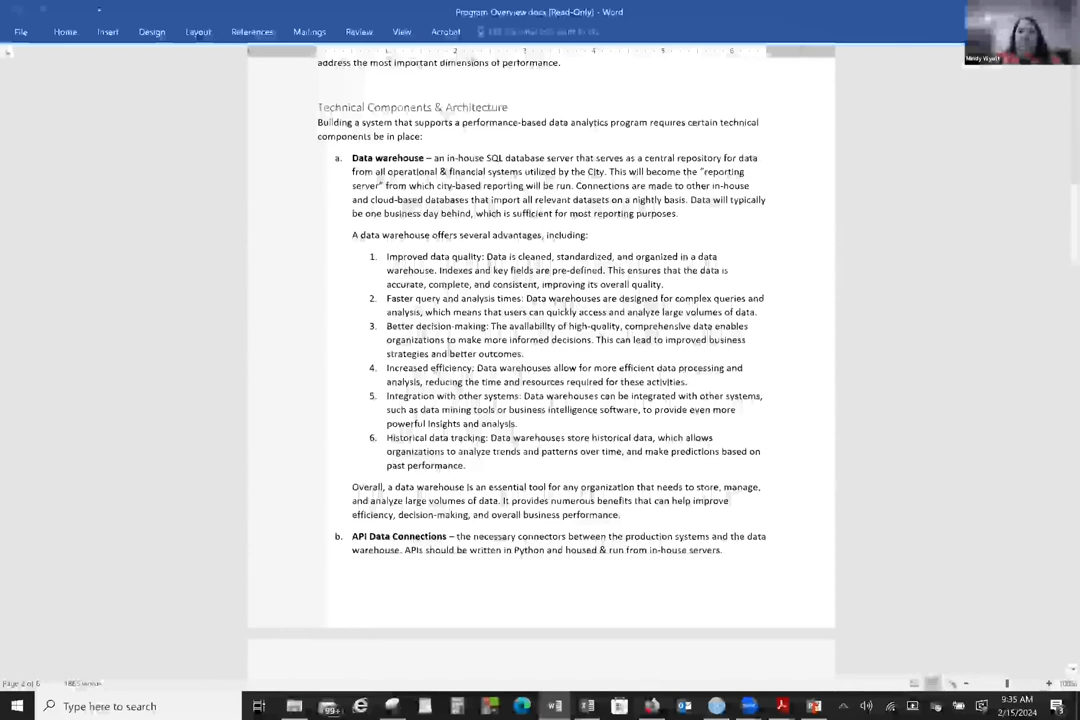 Program Overview.docx [Read-Only] - Word
File Home Insert Design Layout References Mailings Review View Acrobat
Mindy Wyatt
address the most important dimensions of performance.
Technical Components & Architecture
Building a system that supports a performance-based data analytics program requires certain technical
components be in place:
a. Data warehouse – an in-house SQL database server that serves as a central repository for data
from all operational & financial systems utilized by the City. This will become the "reporting
server" from which city-based reporting will be run. Connections are made to other in-house
and cloud-based databases that import all relevant datasets on a nightly basis. Data will typically
be one business day behind, which is sufficient for most reporting purposes.
A data warehouse offers several advantages, including:
1. Improved data quality: Data is cleaned, standardized, and organized in a data
warehouse. Indexes and key fields are pre-defined. This ensures that the data is
accurate, complete, and consistent, improving its overall quality.
2. Faster query and analysis times: Data warehouses are designed for complex queries and
analysis, which means that users can quickly access and analyze large volumes of data.
3. Better decision-making: The availability of high-quality, comprehensive data enables
organizations to make more informed decisions. This can lead to improved business
strategies and better outcomes.
4. Increased efficiency: Data warehouses allow for more efficient data processing and
analysis, reducing the time and resources required for these activities.
5. Integration with other systems: Data warehouses can be integrated with other systems,
such as data mining tools or business intelligence software, to provide even more
powerful insights and analysis.
6. Historical data tracking: Data warehouses store historical data, which allows
organizations to analyze trends and patterns over time, and make predictions based on
past performance.
Overall, a data warehouse is an essential tool for any organization that needs to store, manage,
and analyze large volumes of data. It provides numerous benefits that can help improve
efficiency, decision-making, and overall business performance.
b. API Data Connections – the necessary connectors between the production systems and the data
warehouse. APIs should be written in Python and housed & run from in-house servers.
Page 2 of 6
Type here to search
99+
9:35 AM
2/15/2024